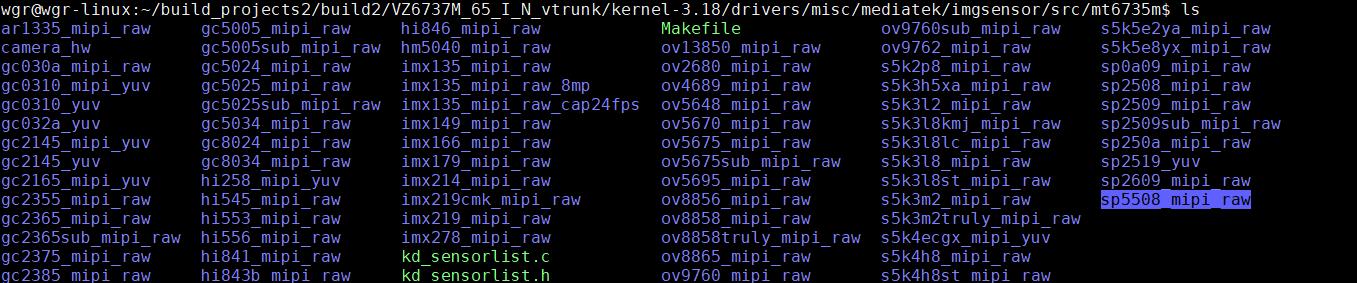 wgr@wgr-linux:~/build_projects2/build2/VZ6737M_65_I_N_vtrunk/kernel-3.18/drivers/misc/mediatek/imgsensor/src/mt6735m$ ls
ar1335_mipi_raw gc5005_mipi_raw hi846_mipi_raw Makefile ov9760sub_mipi_raw s5k5e2ya_mipi_raw
camera_hw gc5005sub_mipi_raw hm5040_mipi_raw ov13850_mipi_raw ov9762_mipi_raw s5k5e8yx_mipi_raw
gc030a_mipi_raw gc5024_mipi_raw imx135_mipi_raw ov2680_mipi_raw s5k2p8_mipi_raw sp0a09_mipi_raw
gc0310_mipi_yuv gc5025_mipi_raw imx135_mipi_raw_8mp ov4689_mipi_raw s5k3h5xa_mipi_raw sp2508_mipi_raw
gc0310_yuv gc5025sub_mipi_raw imx135_mipi_raw_cap24fps ov5648_mipi_raw s5k3l2_mipi_raw sp2509_mipi_raw
gc032a_yuv gc5034_mipi_raw imx149_mipi_raw ov5670_mipi_raw s5k3l8kmj_mipi_raw sp2509sub_mipi_raw
gc2145_mipi_yuv gc8024_mipi_raw imx166_mipi_raw ov5675_mipi_raw s5k3l8lc_mipi_raw sp250a_mipi_raw
gc2145_yuv gc8034_mipi_raw imx179_mipi_raw ov5675sub_mipi_raw s5k3l8_mipi_raw sp2519_yuv
gc2165_mipi_yuv hi258_mipi_yuv imx214_mipi_raw ov5695_mipi_raw s5k3l8st_mipi_raw sp2609_mipi_raw
gc2355_mipi_raw hi545_mipi_raw imx219cmk_mipi_raw ov8856_mipi_raw s5k3m2_mipi_raw sp5508_mipi_raw
gc2365_mipi_raw hi553_mipi_raw imx219_mipi_raw ov8858_mipi_raw s5k3m2truly_mipi_raw
gc2365sub_mipi_raw hi556_mipi_raw imx278_mipi_raw ov8858truly_mipi_raw s5k4ecgx_mipi_yuv
gc2375_mipi_raw hi841_mipi_raw kd_sensorlist.c ov8865_mipi_raw s5k4h8_mipi_raw
gc2385_mipi_raw hi843b_mipi_raw kd_sensorlist.h ov9760_mipi_raw s5k4h8st_mipi_raw